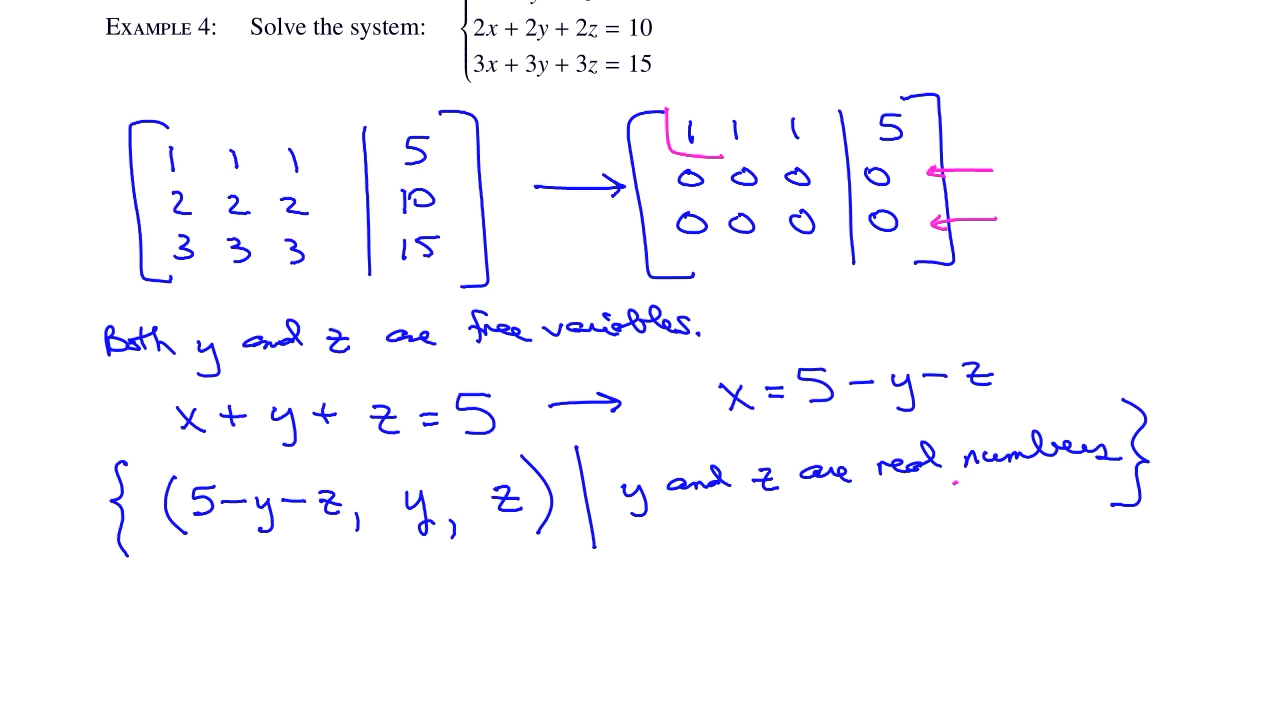 EXAMPLE 4: Solve the system:
2x + 2y + 2z = 10
3x + 3y + 3z = 15
1 1 1 | 5 → 1 1 1 | 5
2 2 2 | 10 0 0 0 | 0 ←
3 3 3 | 15 0 0 0 | 0 ←
Both y and z are free variables.
x + y + z = 5 → x = 5 - y - z
{ (5-y-z, y, z) | y and z are real numbers }